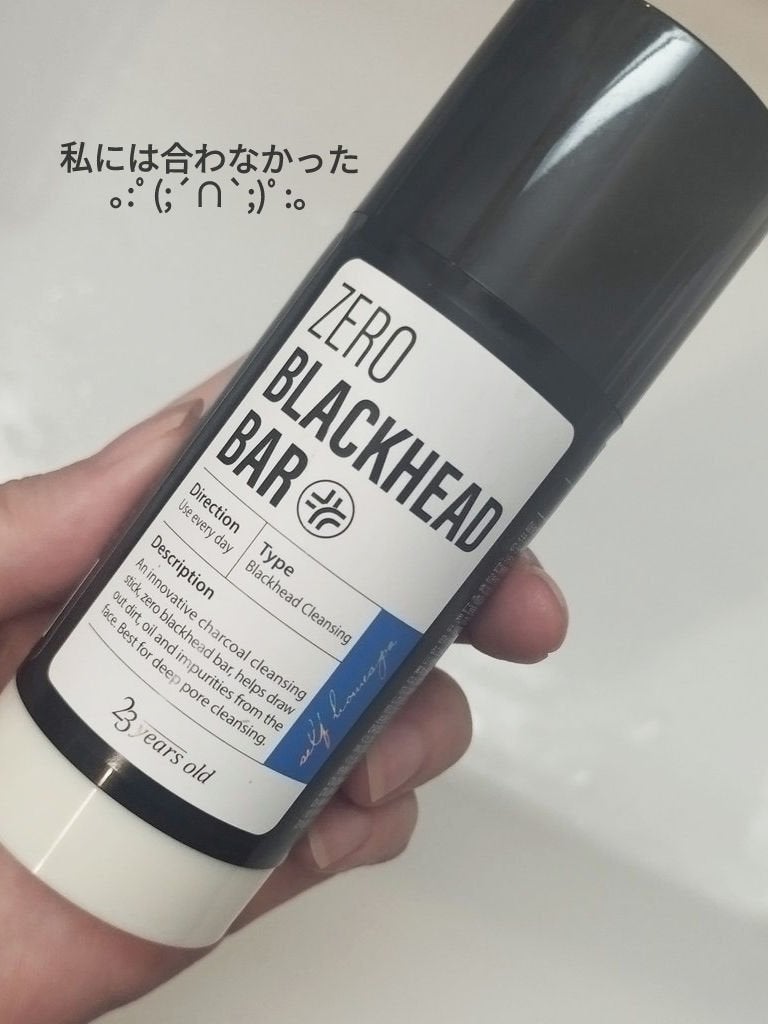 私には合わなかった
｡:ﾟ(;´∩`;)ﾟ:｡
ZERO
BLACKHEAD
BAR
Direction
Use every day
Type
Blackhead Cleansing
Description
An innovative charcoal cleansing
stick, zero blackhead bar, helps draw
out dirt, oil and impurities from the
face. Best for deep pore cleansing.
self homespa
23 years old